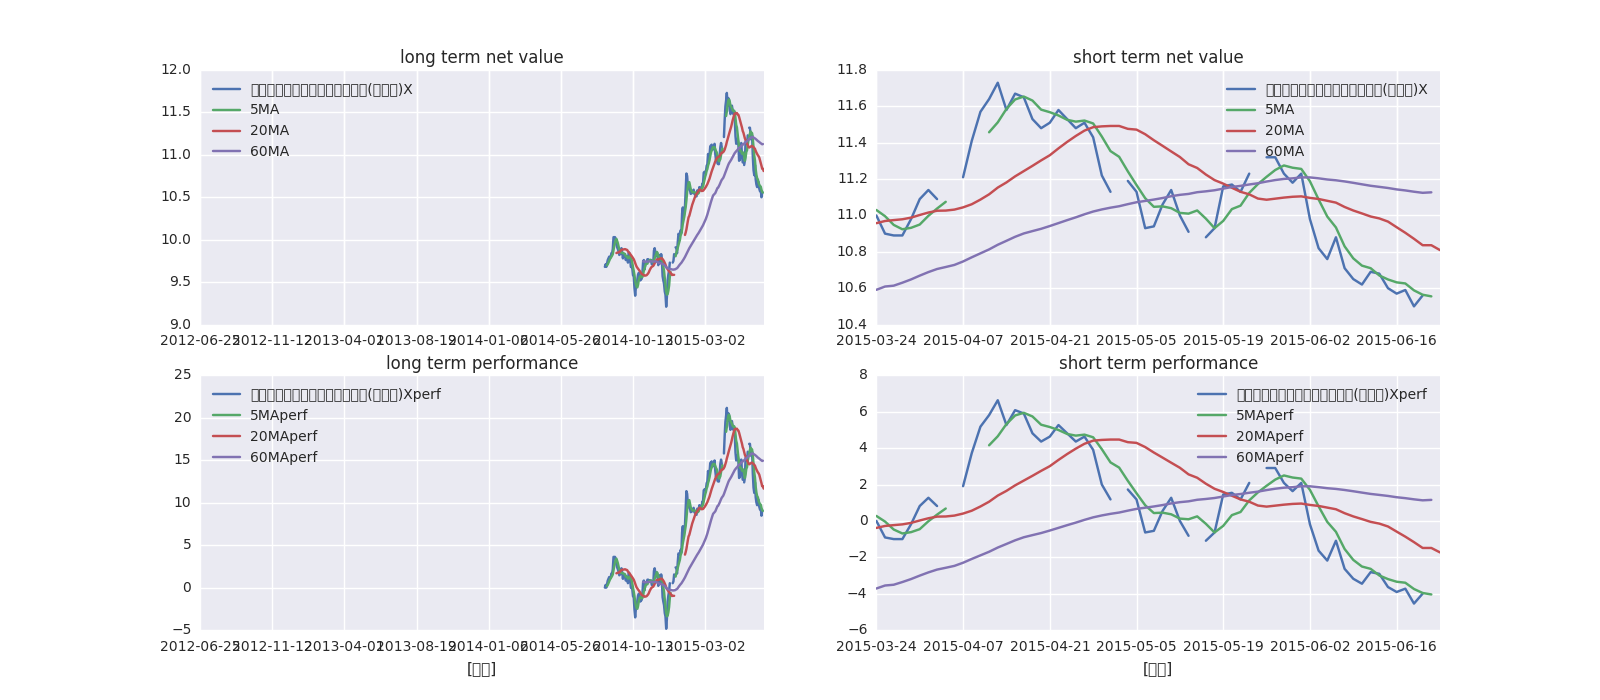 long term net value
12.0
11.5
11.0
10.5
10.0
9.5
9.0
(   )X
5MA
20MA
60MA
2012-06-25 2012-11-12 2013-04-01 2013-08-19 2014-01-06 2014-05-26 2014-10-13 2015-03-02
short term net value
11.8
11.6
11.4
11.2
11.0
10.8
10.6
10.4
(   )X
5MA
20MA
60MA
2015-03-24 2015-04-07 2015-04-21 2015-05-05 2015-05-19 2015-06-02 2015-06-16
long term performance
25
20
15
10
5
0
−5
(   )Xperf
5MAperf
20MAperf
60MAperf
2012-06-25 2012-11-12 2013-04-01 2013-08-19 2014-01-06 2014-05-26 2014-10-13 2015-03-02
[  ]
short term performance
8
6
4
2
0
−2
−4
−6
(   )Xperf
5MAperf
20MAperf
60MAperf
2015-03-24 2015-04-07 2015-04-21 2015-05-05 2015-05-19 2015-06-02 2015-06-16
[  ]